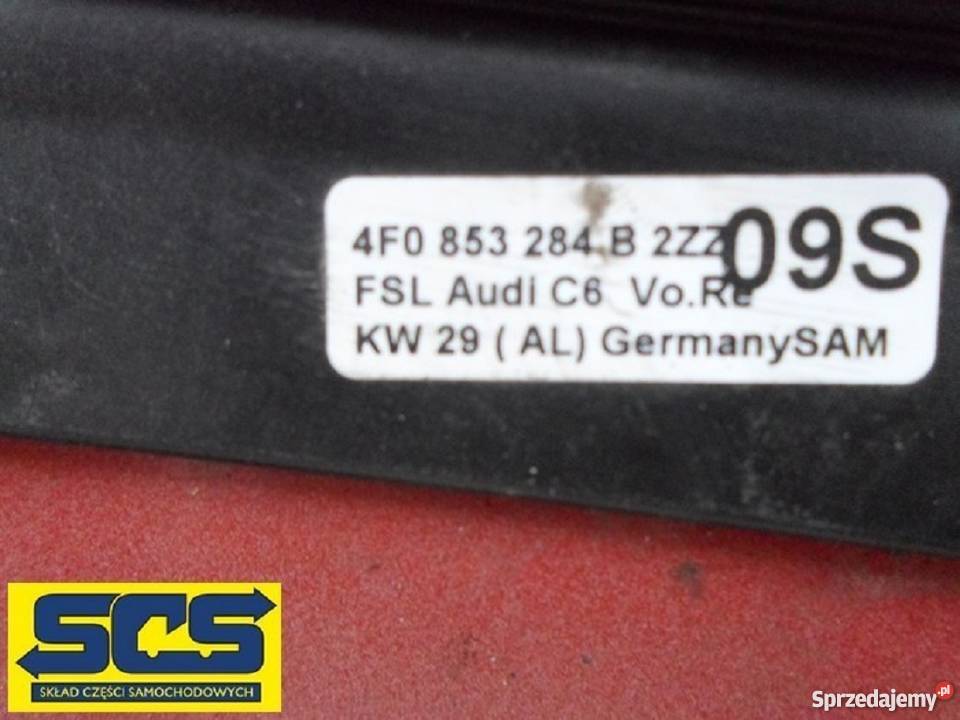 4F0 853 284 B 2ZZ 09S
FSL Audi C6 Vo.Re
KW 29 ( AL) GermanySAM
SCS
SKŁAD CZĘŚCI SAMOCHODOWYCH
Sprzedajemy.pl